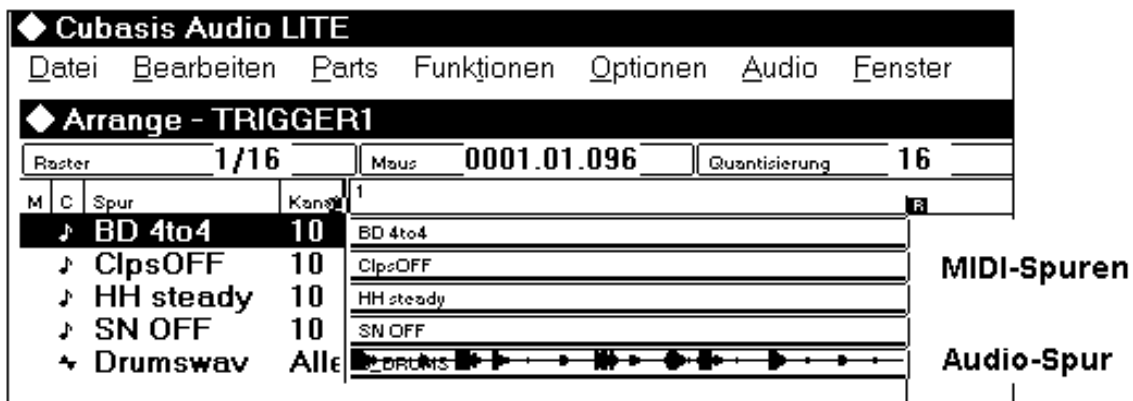 Cubasis Audio LITE
Datei Bearbeiten Parts Funktionen Optionen Audio Fenster
Arrange - TRIGGER1
Raster 1/16 Maus 0001.01.096 Quantisierung 16
M C Spur 1 R
BD 4to4 10 BD 4to4
ClpsOFF 10 ClpsOFF MIDI-Spuren
HH steady 10 HH steady
SN OFF 10 SN OFF
Drumswav Alle DRUMS Audio-Spur